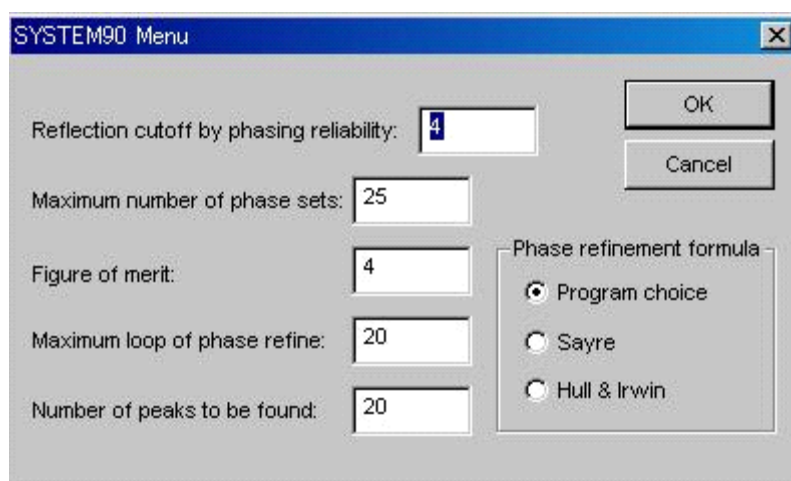 SYSTEM90 Menu
Reflection cutoff by phasing reliability: 4
OK
Cancel
Maximum number of phase sets: 25
Figure of merit: 4
Maximum loop of phase refine: 20
Number of peaks to be found: 20
Phase refinement formula
Program choice
Sayre
Hull & Irwin